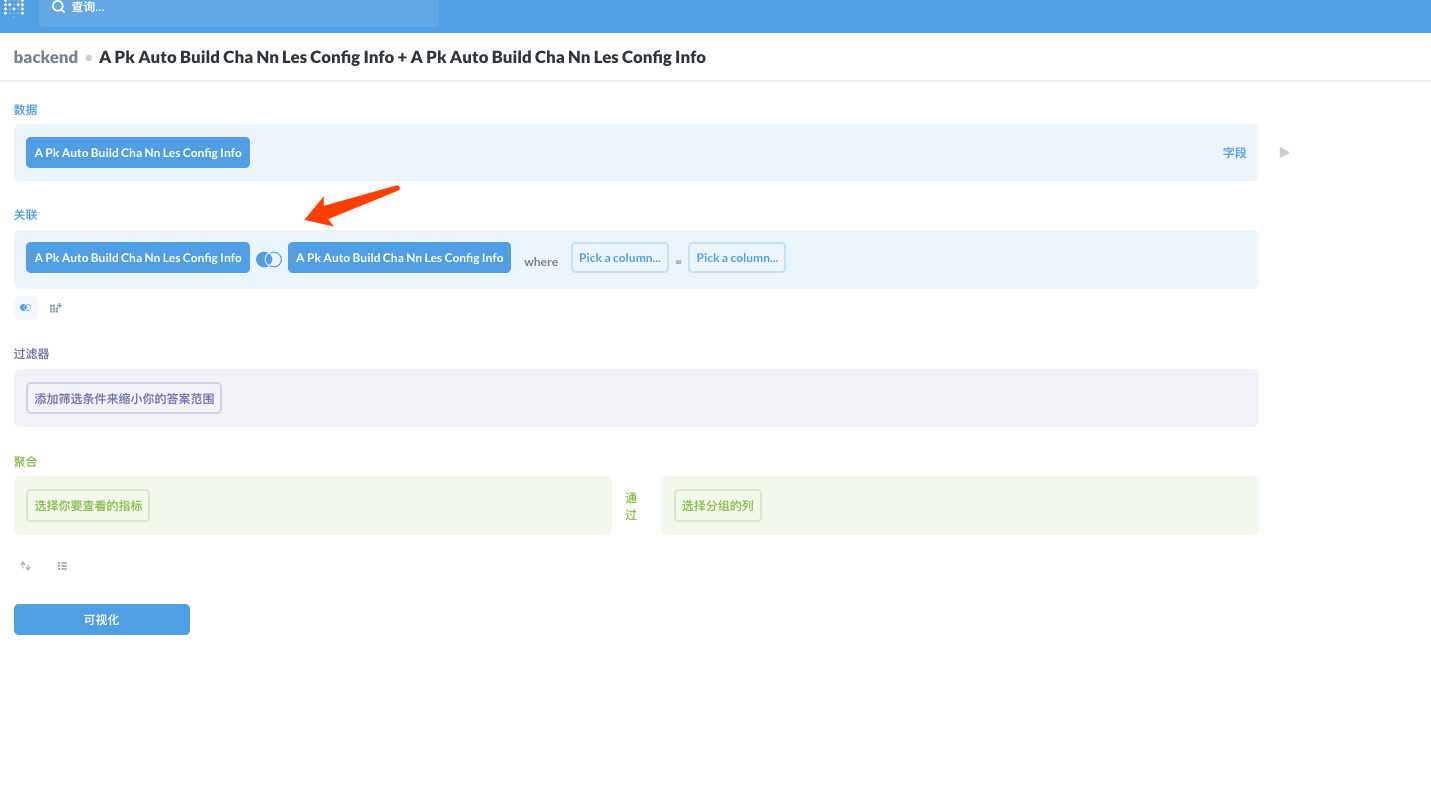 查询...
backend • A Pk Auto Build Cha Nn Les Config Info + A Pk Auto Build Cha Nn Les Config Info
数据
A Pk Auto Build Cha Nn Les Config Info 字段
关联
A Pk Auto Build Cha Nn Les Config Info A Pk Auto Build Cha Nn Les Config Info where Pick a column... = Pick a column...
过滤器
添加筛选条件来缩小你的答案范围
聚合
选择你要查看的指标 通过 选择分组的列
可视化